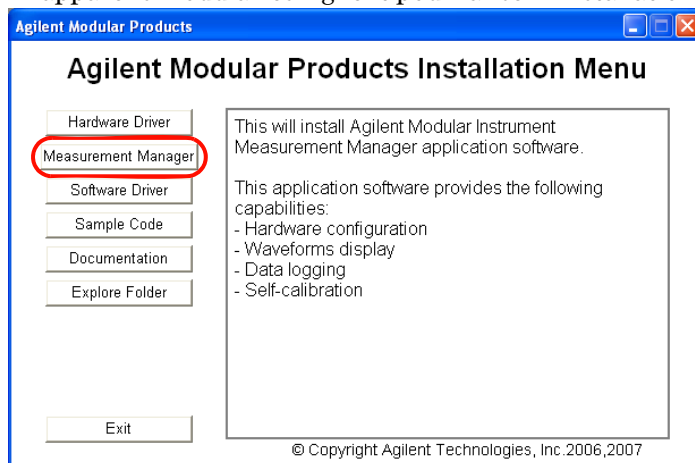 Agilent Modular Products
Agilent Modular Products Installation Menu
Hardware Driver
Measurement Manager
Software Driver
Sample Code
Documentation
Explore Folder
Exit
This will install Agilent Modular Instrument
Measurement Manager application software.
This application software provides the following
capabilities:
- Hardware configuration
- Waveforms display
- Data logging
- Self-calibration
© Copyright Agilent Technologies, Inc.2006,2007